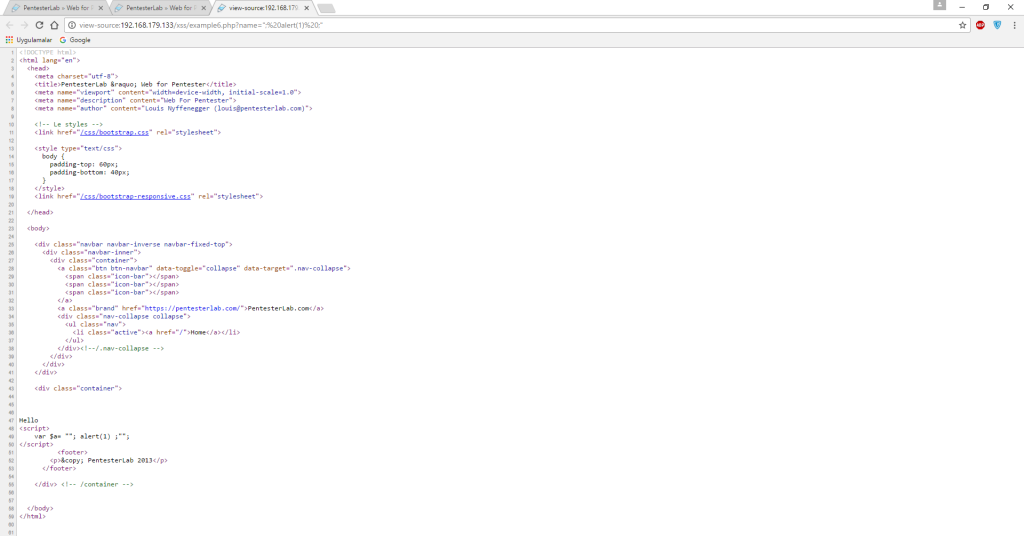 PentesterLab » Web for
PentesterLab » Web for
view-source:192.168.179
view-source:192.168.179.133/xss/example6.php?name=";%20alert(1)%20;"
ABP
Uygulamalar Google
1 <!DOCTYPE html>
2 <html lang="en">
3 <head>
4 <meta charset="utf-8">
5 <title>PentesterLab &raquo; Web for Pentester</title>
6 <meta name="viewport" content="width=device-width, initial-scale=1.0">
7 <meta name="description" content="Web For Pentester">
8 <meta name="author" content="Louis Nyffenegger (louis@pentesterlab.com)">
9
10 <!-- Le styles -->
11 <link href="/css/bootstrap.css" rel="stylesheet">
12
13 <style type="text/css">
14 body {
15 padding-top: 60px;
16 padding-bottom: 40px;
17 }
18 </style>
19 <link href="/css/bootstrap-responsive.css" rel="stylesheet">
20
21 </head>
22
23 <body>
24
25 <div class="navbar navbar-inverse navbar-fixed-top">
26 <div class="navbar-inner">
27 <div class="container">
28 <a class="btn btn-navbar" data-toggle="collapse" data-target=".nav-collapse">
29 <span class="icon-bar"></span>
30 <span class="icon-bar"></span>
31 <span class="icon-bar"></span>
32 </a>
33 <a class="brand" href="https://pentesterlab.com/">PentesterLab.com</a>
34 <div class="nav-collapse collapse">
35 <ul class="nav">
36 <li class="active"><a href="/">Home</a></li>
37 </ul>
38 </div><!--/.nav-collapse -->
39 </div>
40 </div>
41 </div>
42
43 <div class="container">
44
45
46
47 Hello
48 <script>
49 var $a= ""; alert(1) ;"";
50 </script>
51 <footer>
52 <p>&copy; PentesterLab 2013</p>
53 </footer>
54
55 </div> <!-- /container -->
56
57
58 </body>
59 </html>
60
61